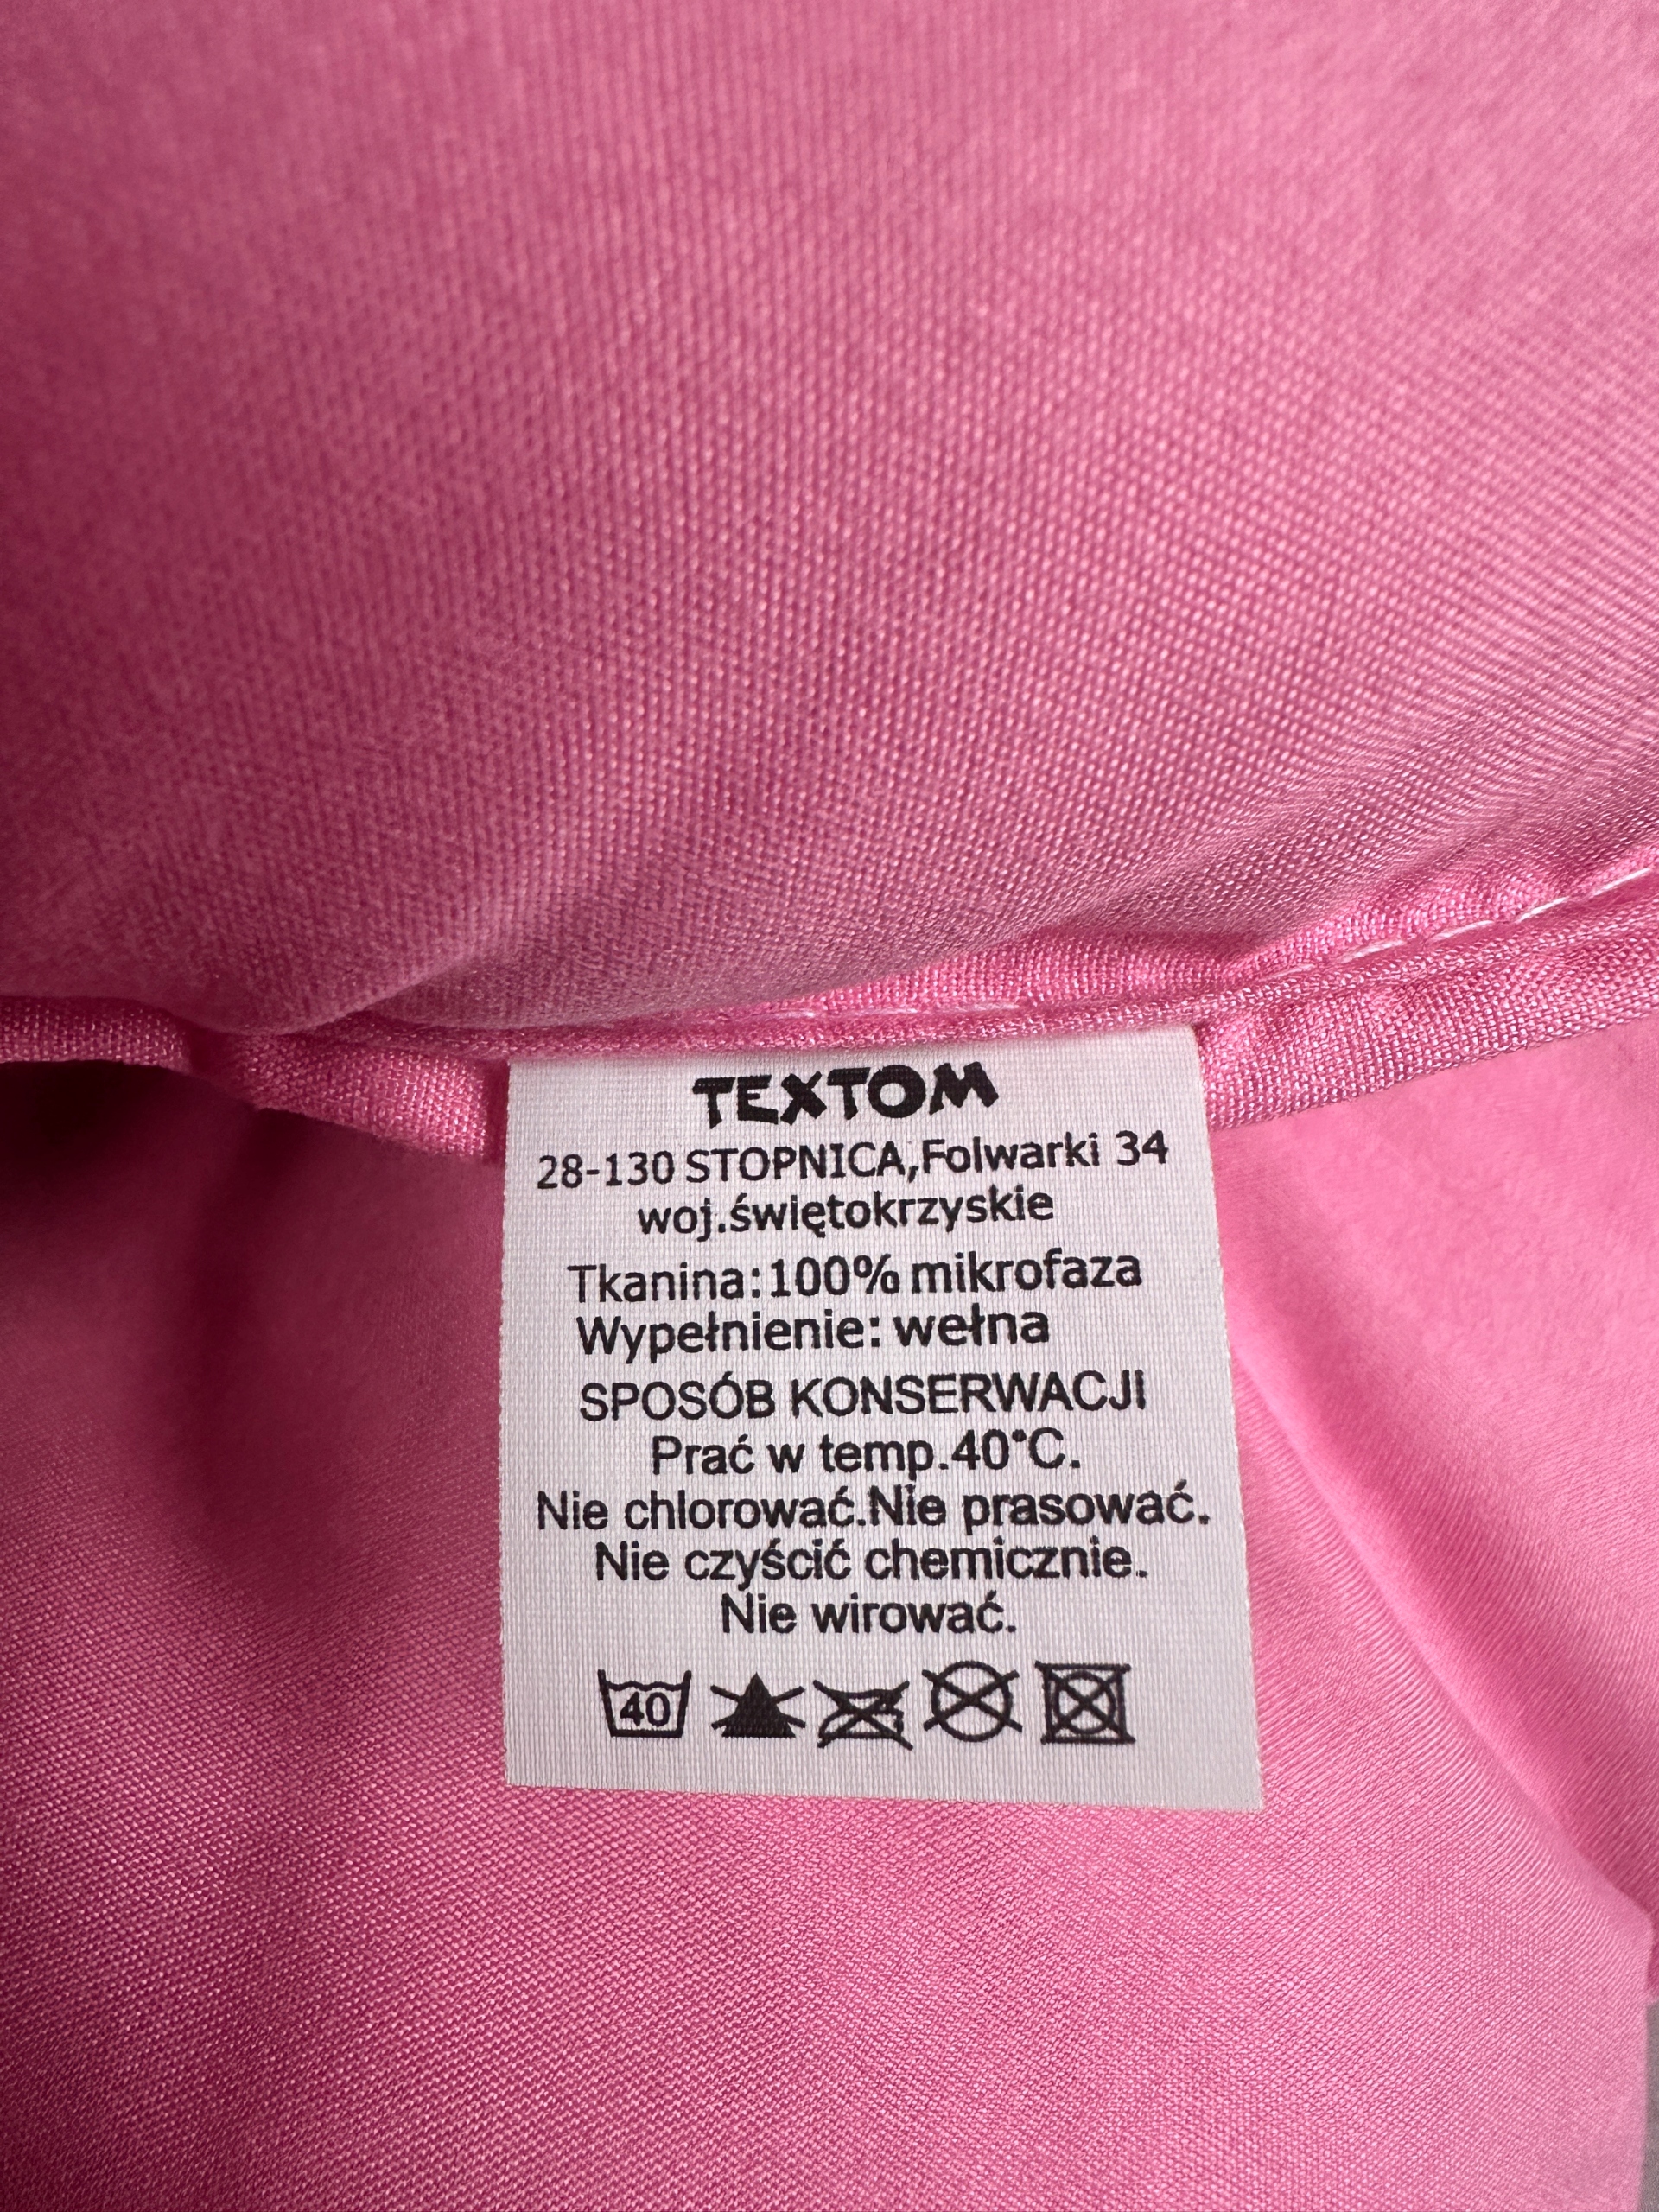 TEXTOM
28-130 STOPNICA,Folwarki 34
woj.świętokrzyskie
Tkanina:100% mikrofaza
Wypełnienie: wełna
SPOSÓB KONSERWACJI
Prać w temp.40°C.
Nie chlorować.Nie prasować.
Nie czyścić chemicznie.
Nie wirować.
40